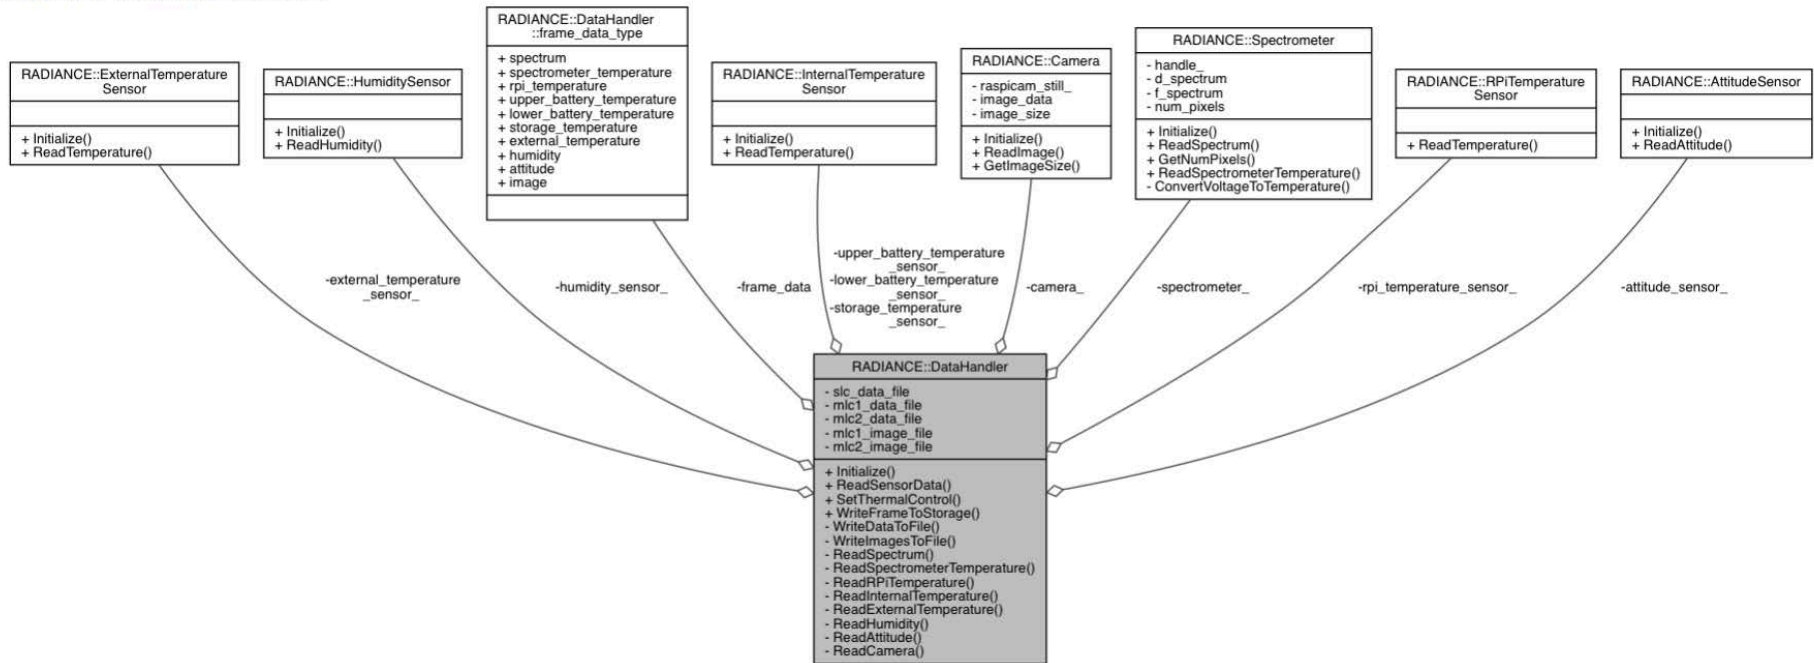 RADIANCE::ExternalTemperature
Sensor
+ Initialize()
+ ReadTemperature()
RADIANCE::HumiditySensor
+ Initialize()
+ ReadHumidity()
RADIANCE::DataHandler
::frame_data_type
+ spectrum
+ spectrometer_temperature
+ rpi_temperature
+ upper_battery_temperature
+ lower_battery_temperature
+ storage_temperature
+ external_temperature
+ humidity
+ attitude
+ image
RADIANCE::InternalTemperature
Sensor
+ Initialize()
+ ReadTemperature()
RADIANCE::Camera
- raspicam_still_
- image_data
- image_size
+ Initialize()
+ ReadImage()
+ GetImageSize()
RADIANCE::Spectrometer
- handle_
- d_spectrum
- f_spectrum
- num_pixels
+ Initialize()
+ ReadSpectrum()
+ GetNumPixels()
+ ReadSpectrometerTemperature()
- ConvertVoltageToTemperature()
RADIANCE::RPiTemperature
Sensor
+ ReadTemperature()
RADIANCE::AttitudeSensor
+ Initialize()
+ ReadAttitude()
-external_temperature
_sensor_
-humidity_sensor_
-frame_data
-upper_battery_temperature
_sensor_
-lower_battery_temperature
_sensor_
-storage_temperature
_sensor_
-camera_
-spectrometer_
-rpi_temperature_sensor_
-attitude_sensor_
RADIANCE::DataHandler
- slc_data_file
- mlc1_data_file
- mlc2_data_file
- mlc1_image_file
- mlc2_image_file
+ Initialize()
+ ReadSensorData()
+ SetThermalControl()
+ WriteFrameToStorage()
- WriteDataToFile()
- WriteImagesToFile()
- ReadSpectrum()
- ReadSpectrometerTemperature()
- ReadRPiTemperature()
- ReadInternalTemperature()
- ReadExternalTemperature()
- ReadHumidity()
- ReadAttitude()
- ReadCamera()